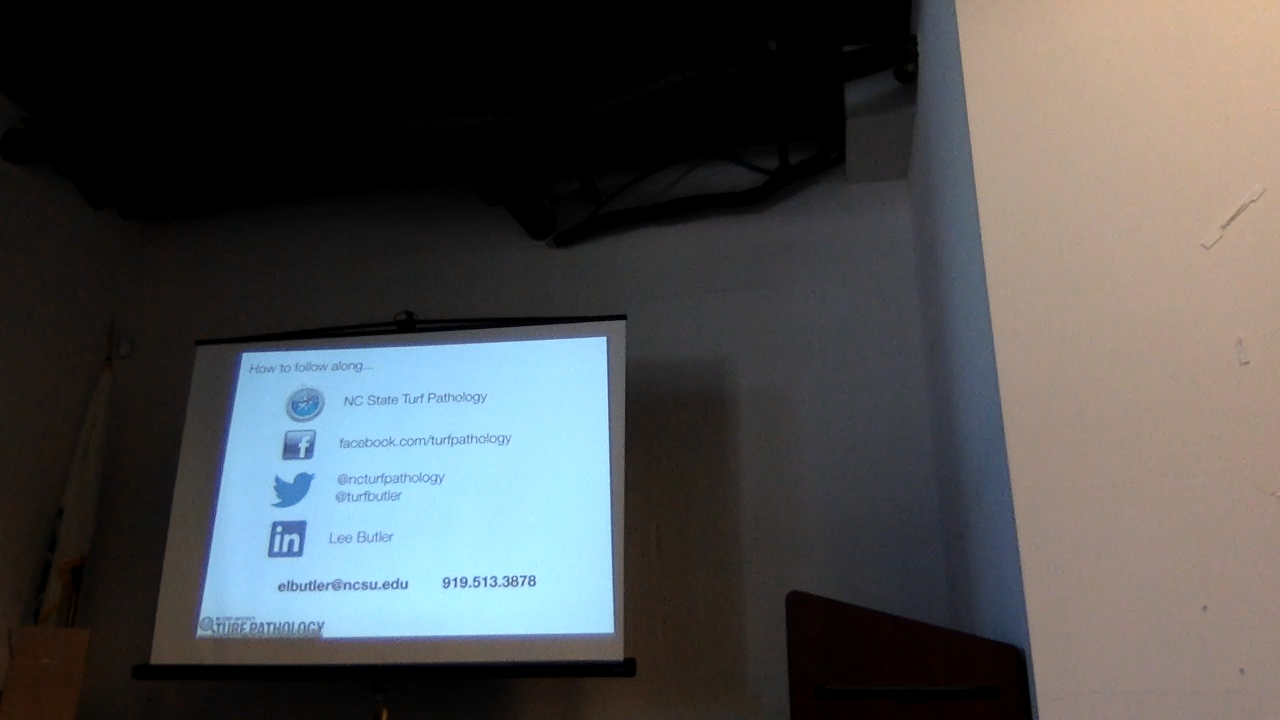 How to follow along...
NC State Turf Pathology
facebook.com/turfpathology
@ncturfpathology
@turfbutler
in Lee Butler
elbutler@ncsu.edu 919.513.3878
TURF PATHOLOGY